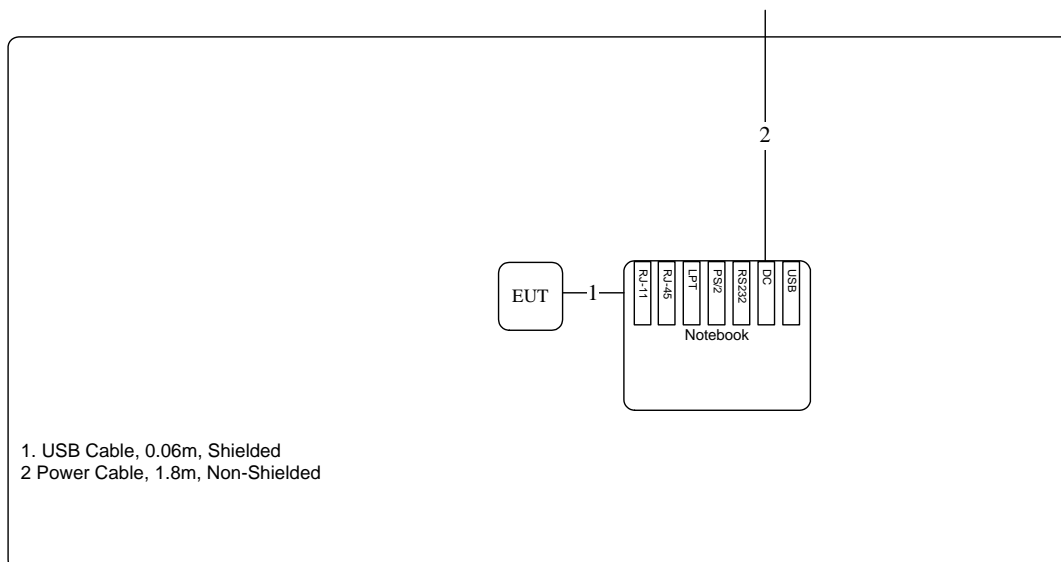 2
EUT
1
RJ-11
RJ-45
LPT
PS/2
RS232
DC
USB
Notebook
1. USB Cable, 0.06m, Shielded
2 Power Cable, 1.8m, Non-Shielded